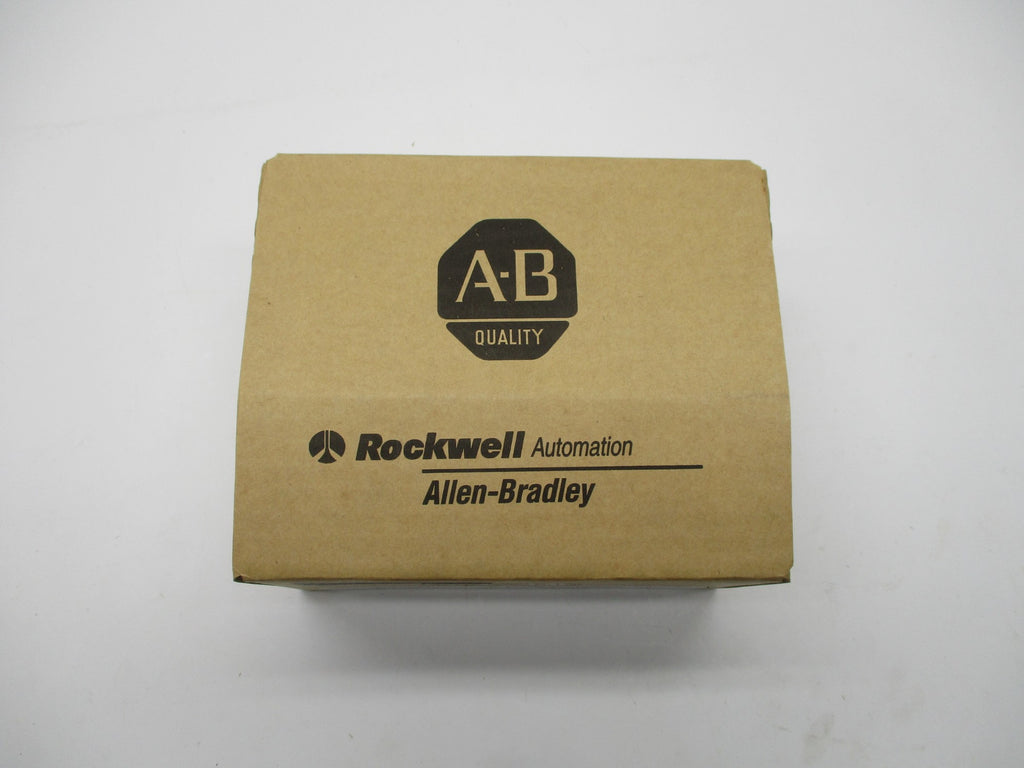 A-B
QUALITY
Rockwell Automation
Allen-Bradley